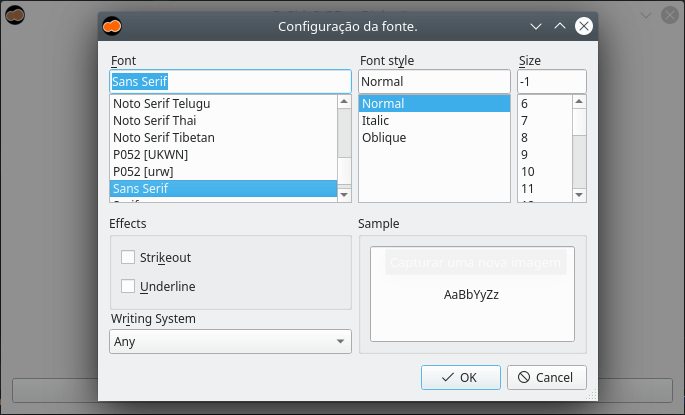 Configuração da fonte.
Font
Font style
Size
Sans Serif
Normal
-1
Noto Serif Telugu
Noto Serif Thai
Noto Serif Tibetan
P052 [UKWN]
P052 [urw]
Sans Serif
Normal
Italic
Oblique
6
7
8
9
10
11
Effects
Strikeout
Underline
Sample
Capturar uma nova imagem
AaBbYyZz
Writing System
Any
OK
Cancel